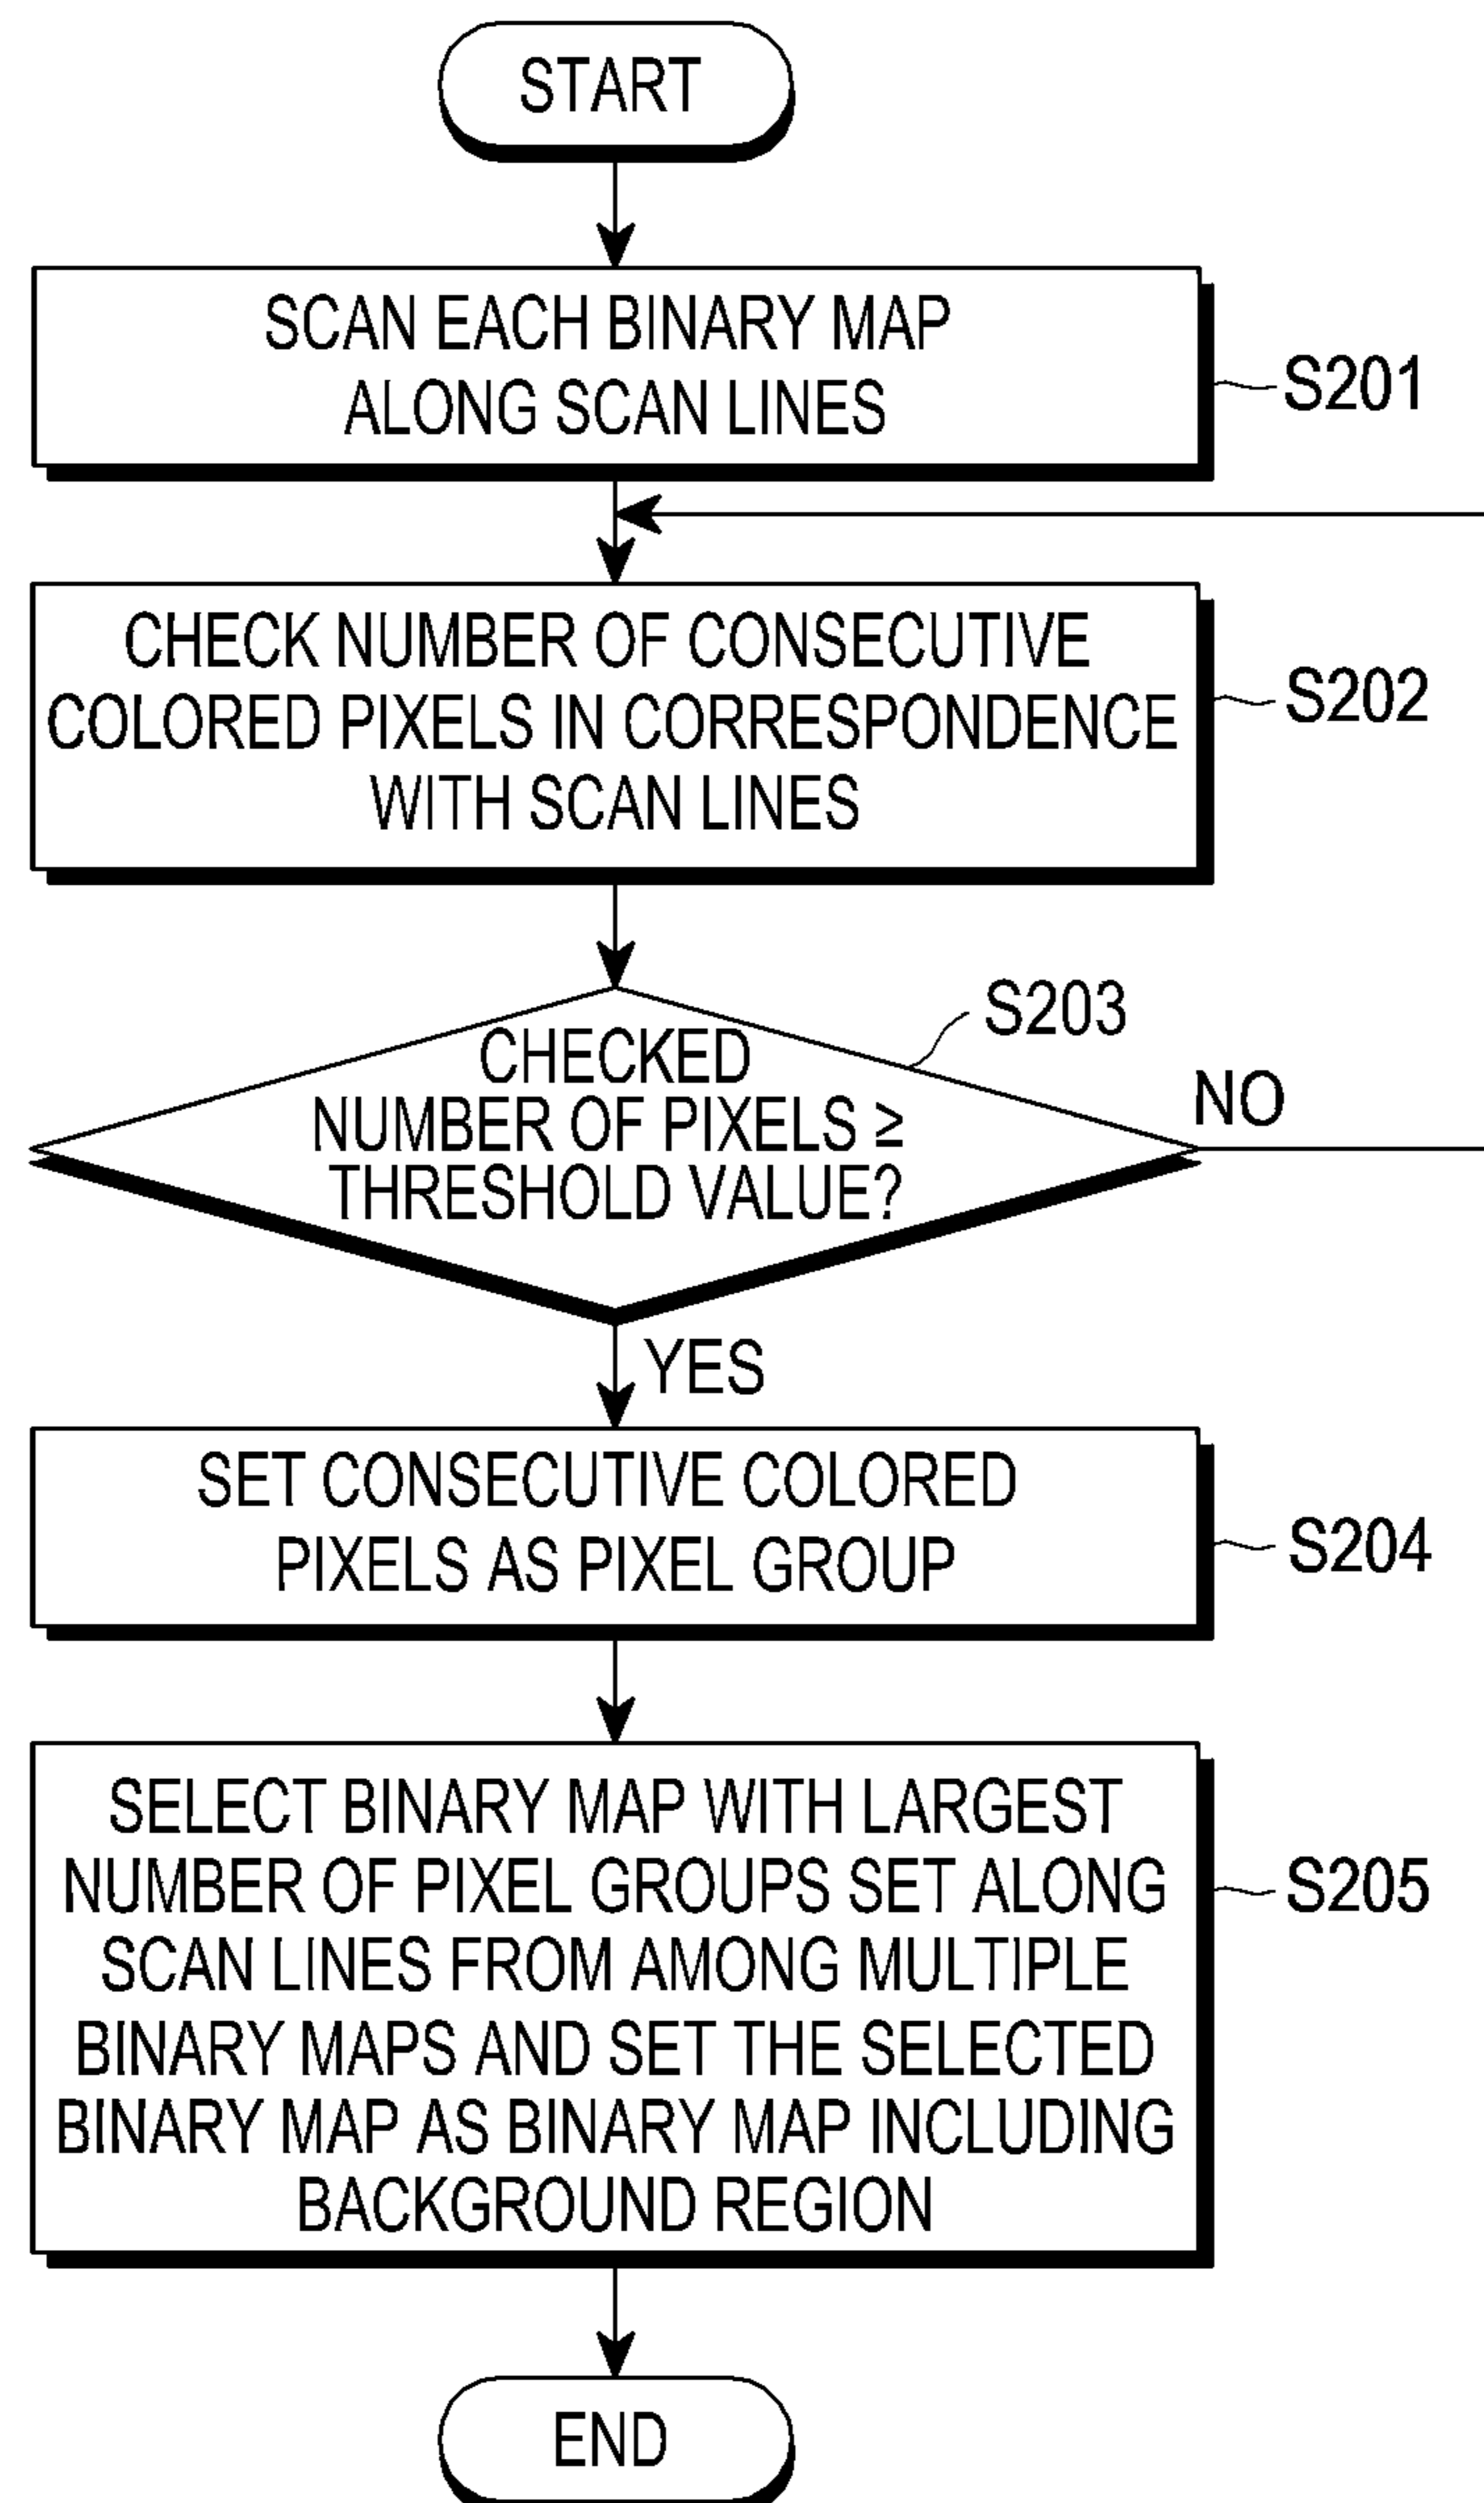 START
SCAN EACH BINARY MAP
ALONG SCAN LINES
S201
CHECK NUMBER OF CONSECUTIVE
COLORED PIXELS IN CORRESPONDENCE
WITH SCAN LINES
S202
S203
CHECKED
NUMBER OF PIXELS ≥
THRESHOLD VALUE?
NO
YES
SET CONSECUTIVE COLORED
PIXELS AS PIXEL GROUP
S204
SELECT BINARY MAP WITH LARGEST
NUMBER OF PIXEL GROUPS SET ALONG
SCAN LINES FROM AMONG MULTIPLE
BINARY MAPS AND SET THE SELECTED
BINARY MAP AS BINARY MAP INCLUDING
BACKGROUND REGION
S205
END